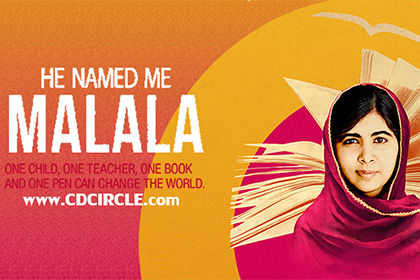 HE NAMED ME
MALALA
ONE CHILD, ONE TEACHER, ONE BOOK
AND ONE PEN CAN CHANGE THE WORLD.
www.CDCIRCLE.com